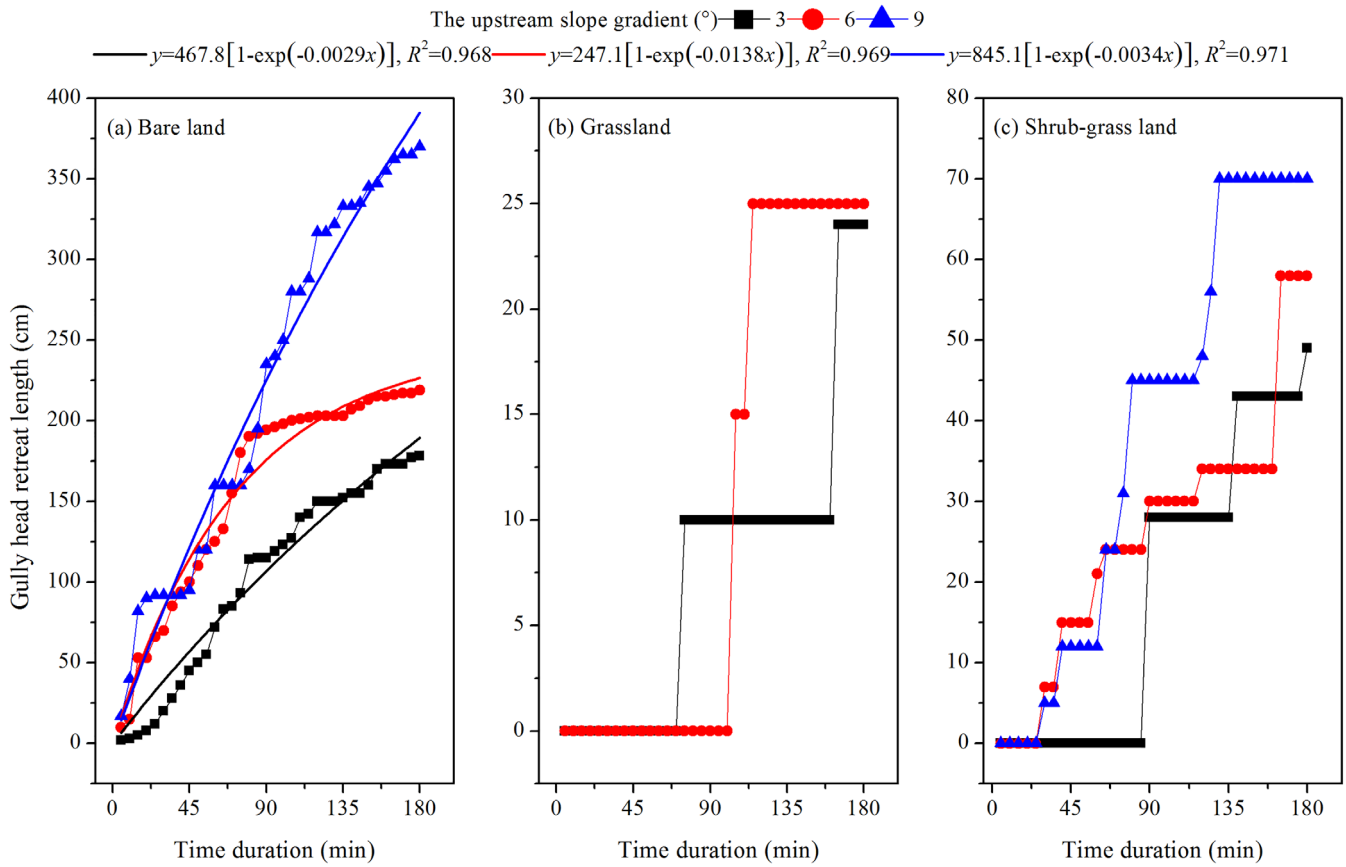 The upstream slope gradient (°) 3 6 9
y=467.8[1-exp(-0.0029x)], R²=0.968 y=247.1[1-exp(-0.0138x)], R²=0.969 y=845.1[1-exp(-0.0034x)], R²=0.971
Gully head retreat length (cm)
(a) Bare land
400
350
300
250
200
150
100
50
0
0 45 90 135 180
Time duration (min)
(b) Grassland
30
25
20
15
10
5
0
0 45 90 135 180
Time duration (min)
(c) Shrub-grass land
80
70
60
50
40
30
20
10
0
0 45 90 135 180
Time duration (min)